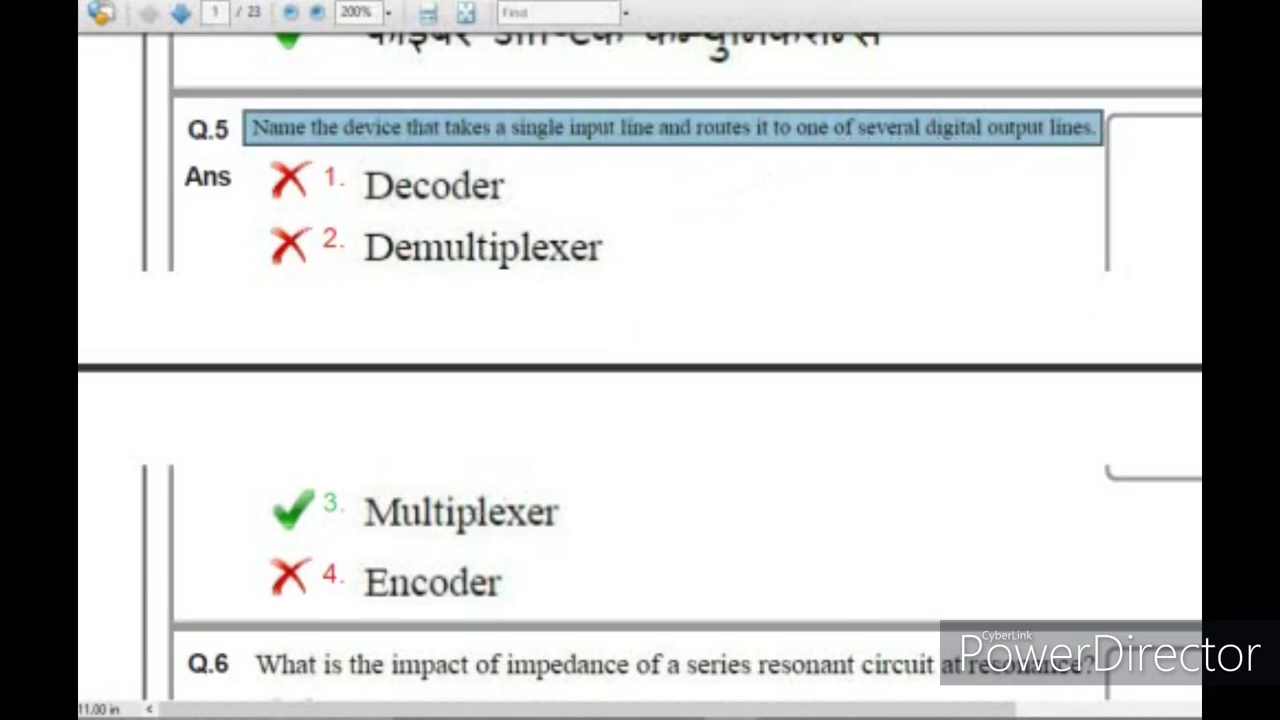 1 / 23 200% Find
Q.5 Name the device that takes a single input line and routes it to one of several digital output lines.
Ans 1. Decoder
2. Demultiplexer
3. Multiplexer
4. Encoder
Q.6 What is the impact of impedance of a series resonant circuit at resonance?
CyberLink
PowerDirector
11.00 in